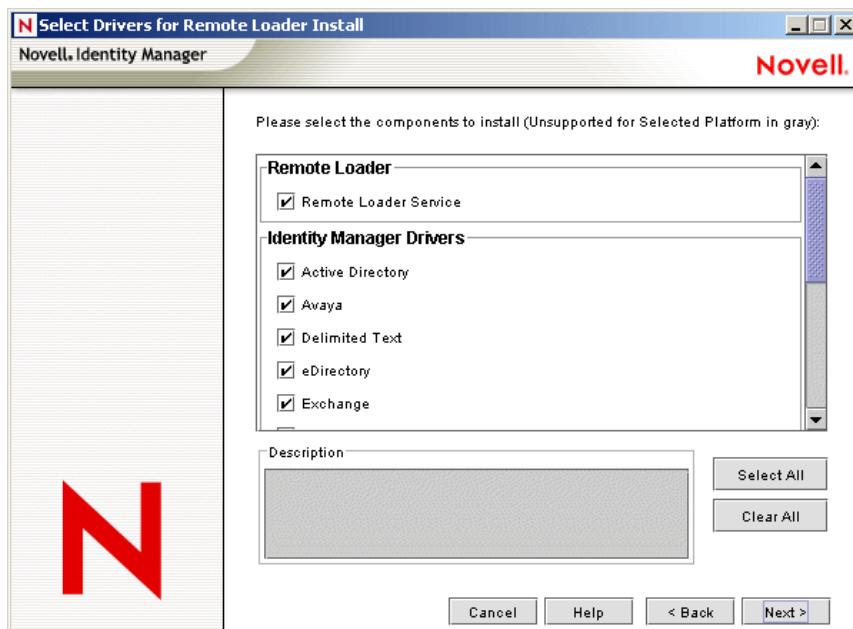 Select Drivers for Remote Loader Install
Novell. Identity Manager
Novell.
Please select the components to install (Unsupported for Selected Platform in gray):
Remote Loader
Remote Loader Service
Identity Manager Drivers
Active Directory
Avaya
Delimited Text
eDirectory
Exchange
Description
Select All
Clear All
Cancel
Help
< Back
Next >